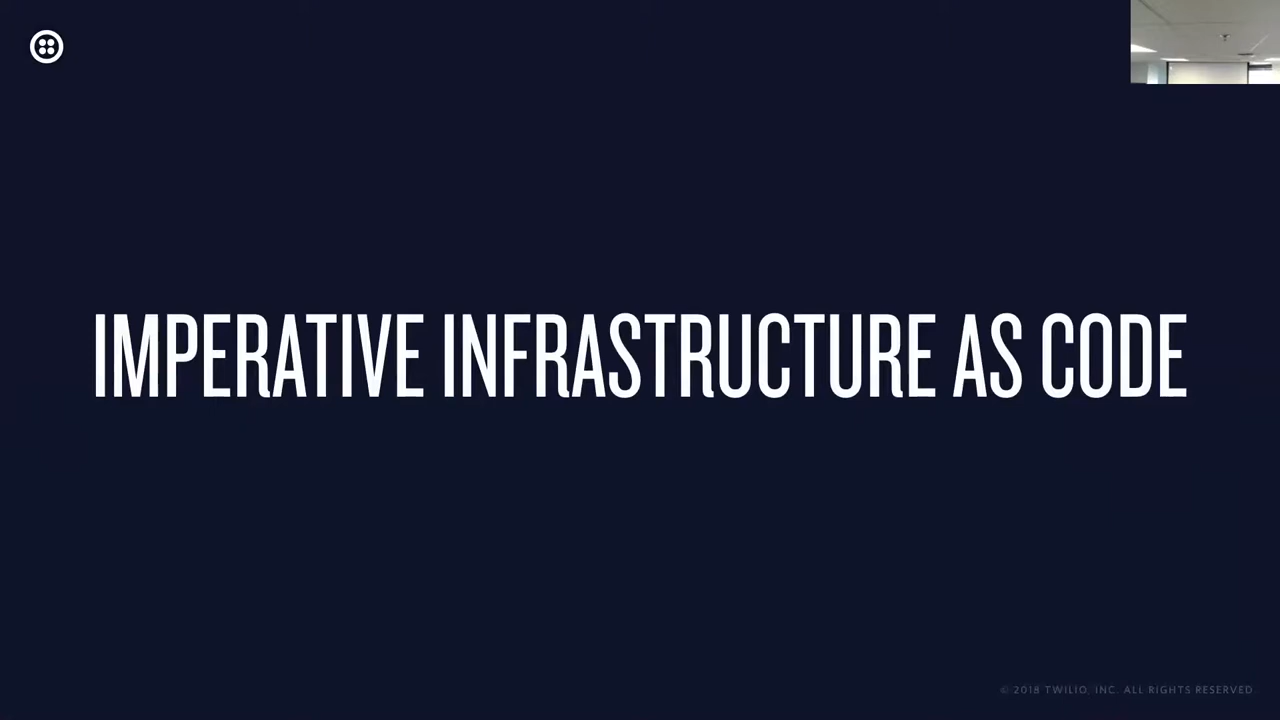 IMPERATIVE INFRASTRUCTURE AS CODE
© 2018 TWILIO, INC. ALL RIGHTS RESERVED.